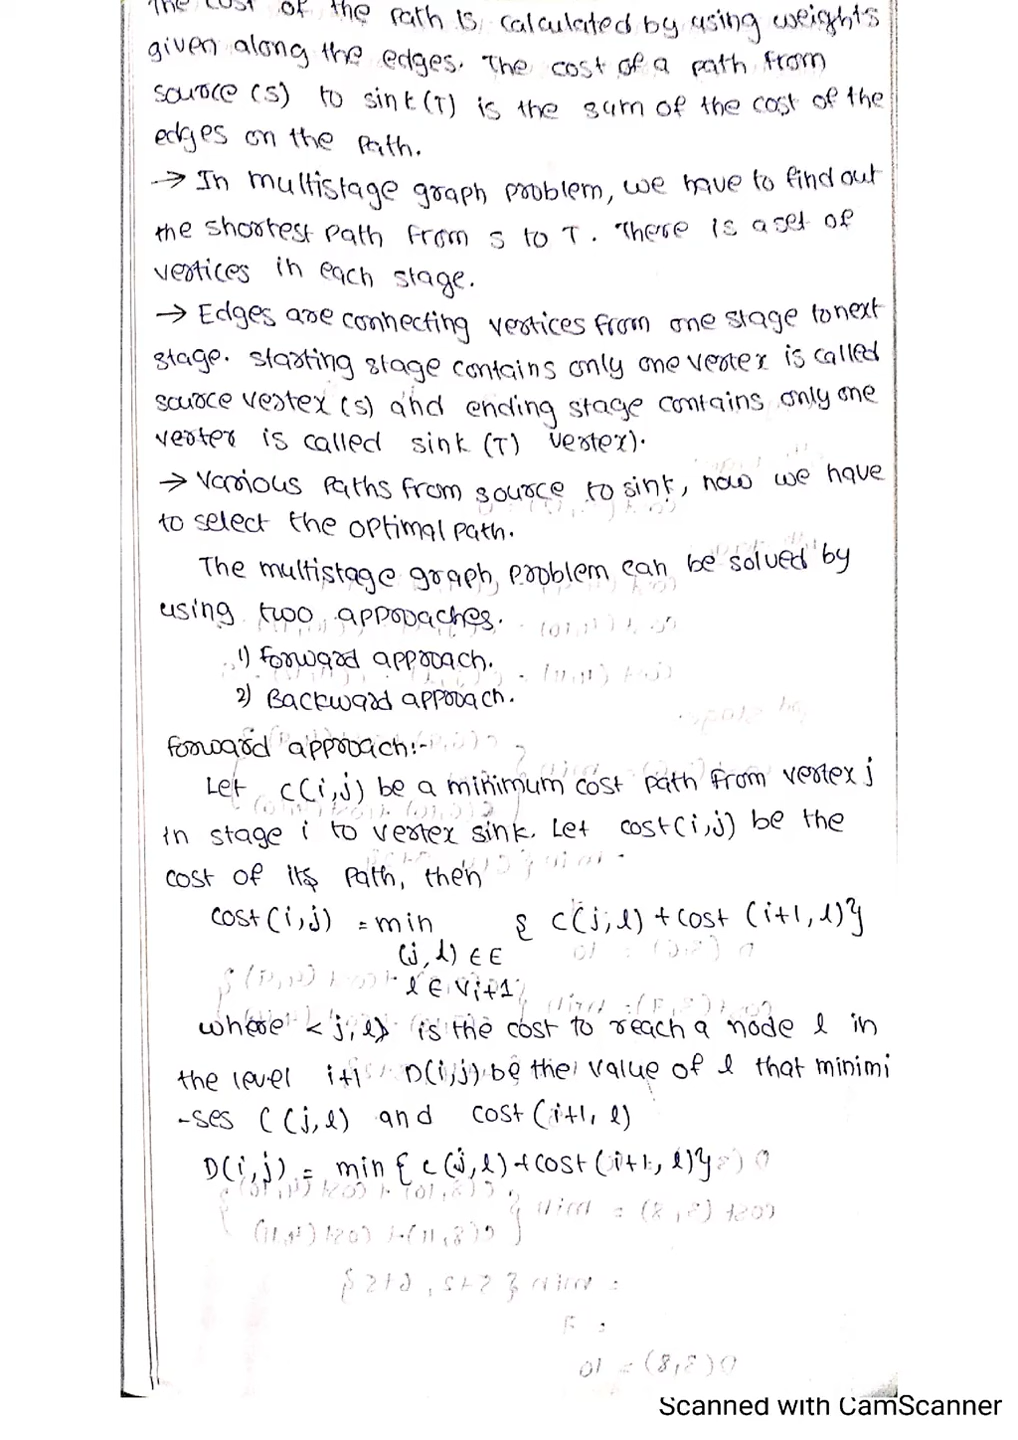 The cost of the path is calculated by using weights
given along the edges. The cost of a path from
source (s) to sink (T) is the sum of the cost of the
edges on the path.
→ In multistage graph problem, we have to find out
the shortest path from s to T. There is a set of
vertices in each stage.
→ Edges are connecting vertices from one stage to next
stage. starting stage contains only one vertex is called
source vertex (s) and ending stage contains only one
vertex is called sink (T) vertex).
→ Various paths from source to sink, now we have
to select the optimal path.
The multistage graph problem can be solved by
using two approaches.
1) forward approach.
2) Backward approach.
forward approach:-
Let c(i,j) be a minimum cost path from vertex j
in stage i to vertex sink. Let cost(i,j) be the
cost of its path, then
cost(i,j) = min { c(j,l) + cost (i+1,l)}
(j,l) ∈ E
l ∈ Vi+1
where <j,l> is the cost to reach a node l in
the level i+1 D(i,j) be the value of l that minimi
-ses C(j,l) and cost(i+1, l)
D(i,j) = min { c(j,l) + cost (i+1, l)}
Scanned with CamScanner